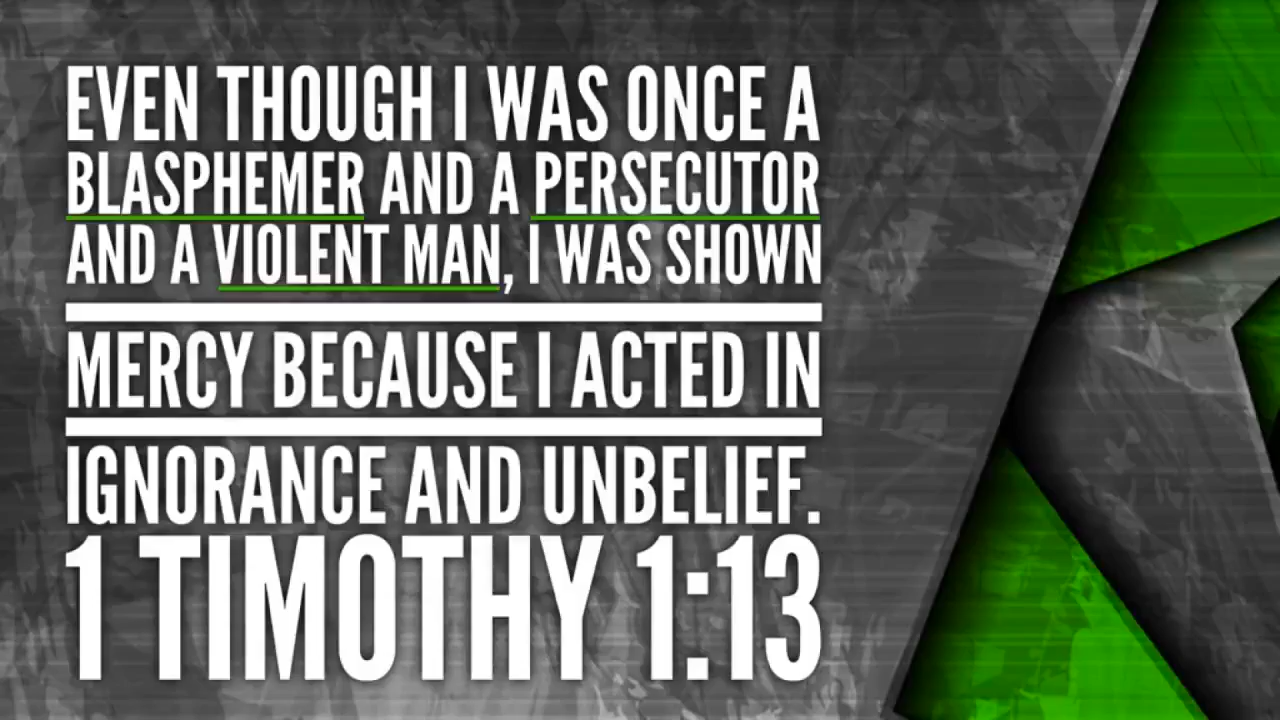 EVEN THOUGH I WAS ONCE A
BLASPHEMER AND A PERSECUTOR
AND A VIOLENT MAN, I WAS SHOWN
MERCY BECAUSE I ACTED IN
IGNORANCE AND UNBELIEF.
1 TIMOTHY 1:13